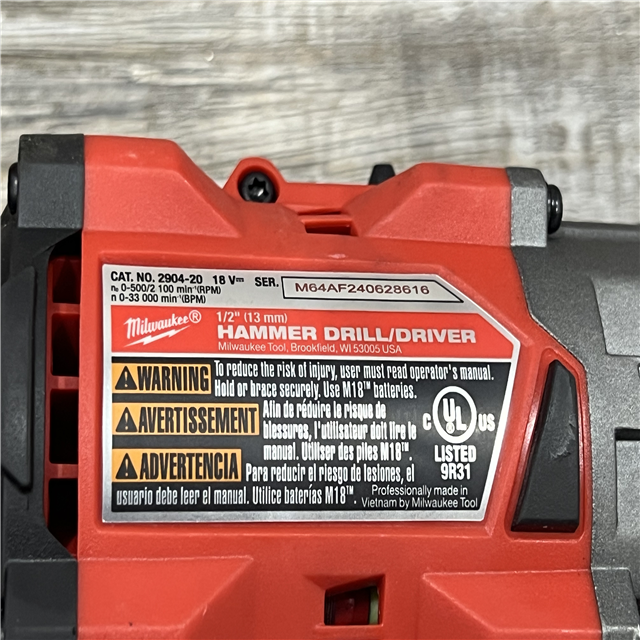 CAT. NO. 2904-20 18 V⎓ SER. M64AF240628616
n₀ 0-500/2 100 min⁻¹(RPM)
n 0-33 000 min⁻¹(BPM)
Milwaukee®
1/2" (13 mm)
HAMMER DRILL/DRIVER
Milwaukee Tool, Brookfield, WI 53005 USA
WARNING To reduce the risk of injury, user must read operator's manual.
Hold or brace securely. Use M18™ batteries.
AVERTISSEMENT Afin de réduire le risque de
blessures, l'utilisateur doit lire le
manual. Utiliser des piles M18™.
ADVERTENCIA Para reducir el riesgo de lesiones, el
usuario debe leer el manual. Utilice baterías M18™.
C UL US
LISTED
9R31
Professionally made in
Vietnam by Milwaukee Tool